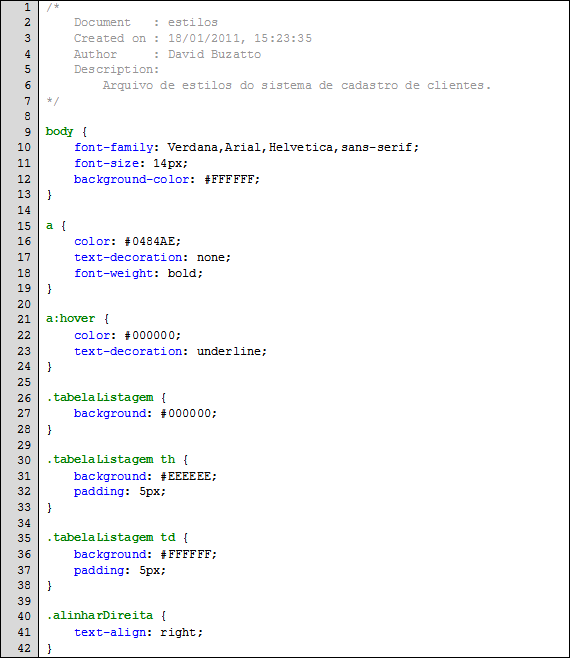 1 /*
2     Document   : estilos
3     Created on : 18/01/2011, 15:23:35
4     Author     : David Buzatto
5     Description:
6         Arquivo de estilos do sistema de cadastro de clientes.
7 */
8
9 body {
10     font-family: Verdana,Arial,Helvetica,sans-serif;
11     font-size: 14px;
12     background-color: #FFFFFF;
13 }
14
15 a {
16     color: #0484AE;
17     text-decoration: none;
18     font-weight: bold;
19 }
20
21 a:hover {
22     color: #000000;
23     text-decoration: underline;
24 }
25
26 .tabelaListagem {
27     background: #000000;
28 }
29
30 .tabelaListagem th {
31     background: #EEEEEE;
32     padding: 5px;
33 }
34
35 .tabelaListagem td {
36     background: #FFFFFF;
37     padding: 5px;
38 }
39
40 .alinharDireita {
41     text-align: right;
42 }